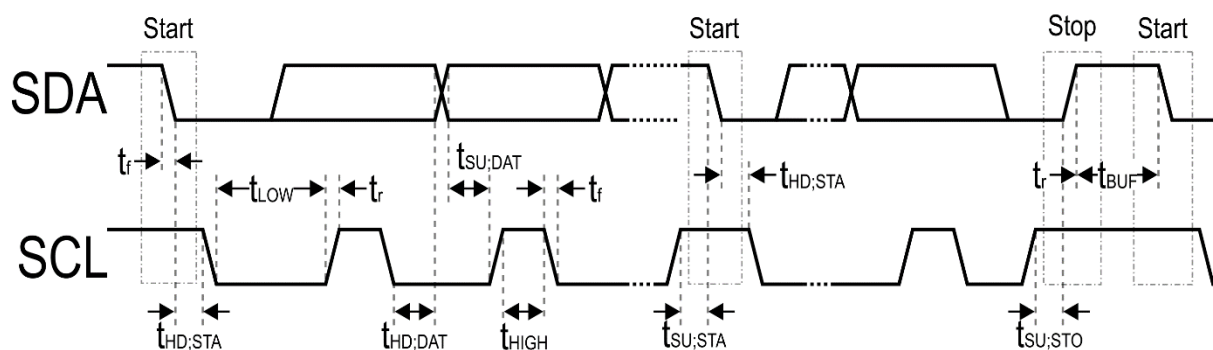 Start Start Stop Start
SDA
tf tLOW tr tSU;DAT tf tHD;STA tr tBUF
SCL
tHD;STA tHD;DAT tHIGH tSU;STA tSU;STO